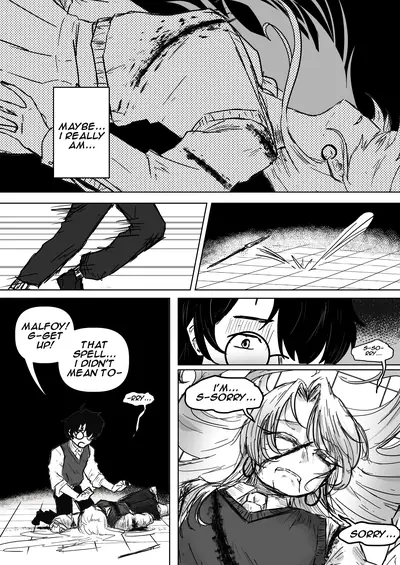 MAYBE...
I REALLY
AM...
MALFOY!
G-GET
UP!
THAT
SPELL...
I DIDN'T
MEAN TO-
-RRY...
S-SO-
RRY...
I'M...
S-SORRY...
SORRY...